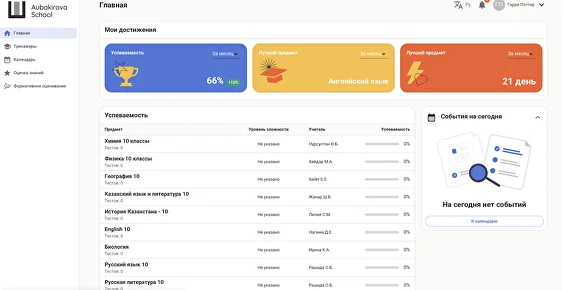 Aubakirova
School
Главная
Ру
ГП
Гарри Поттер
Главная
Тренажеры
Календарь
Оценка знаний
Формативное оценивание
Мои достижения
Успеваемость
За месяц
66%
+12%
Лучший предмет
За месяц
Английский язык
Лучший предмет
За месяц
21 день
Успеваемость
Предмет Уровень сложности Учитель Успеваемость
Химия 10 классы
Тестов: 0
Не указано Нурсултан Ө.Б. 0%
Физика 10 классы
Тестов: 0
Не указано Хайдар М.А. 0%
География 10
Тестов: 0
Не указано Sallet S.S. 0%
Казахский язык и литература 10
Тестов: 0
Не указано Жанар Ш.Б. 0%
История Казахстана - 10
Тестов: 0
Не указано Лилия С.М. 0%
English 10
Тестов: 0
Не указано Нагима Д.Е. 0%
Биология
Тестов: 0
Не указано Ирина К.А. 0%
Русский язык 10
Тестов: 0
Не указано Рашида О.Б. 0%
Русская литература 10
Тестов: 0
Не указано Рашида О.Б. 0%
События на сегодня
На сегодня нет событий
К календарю